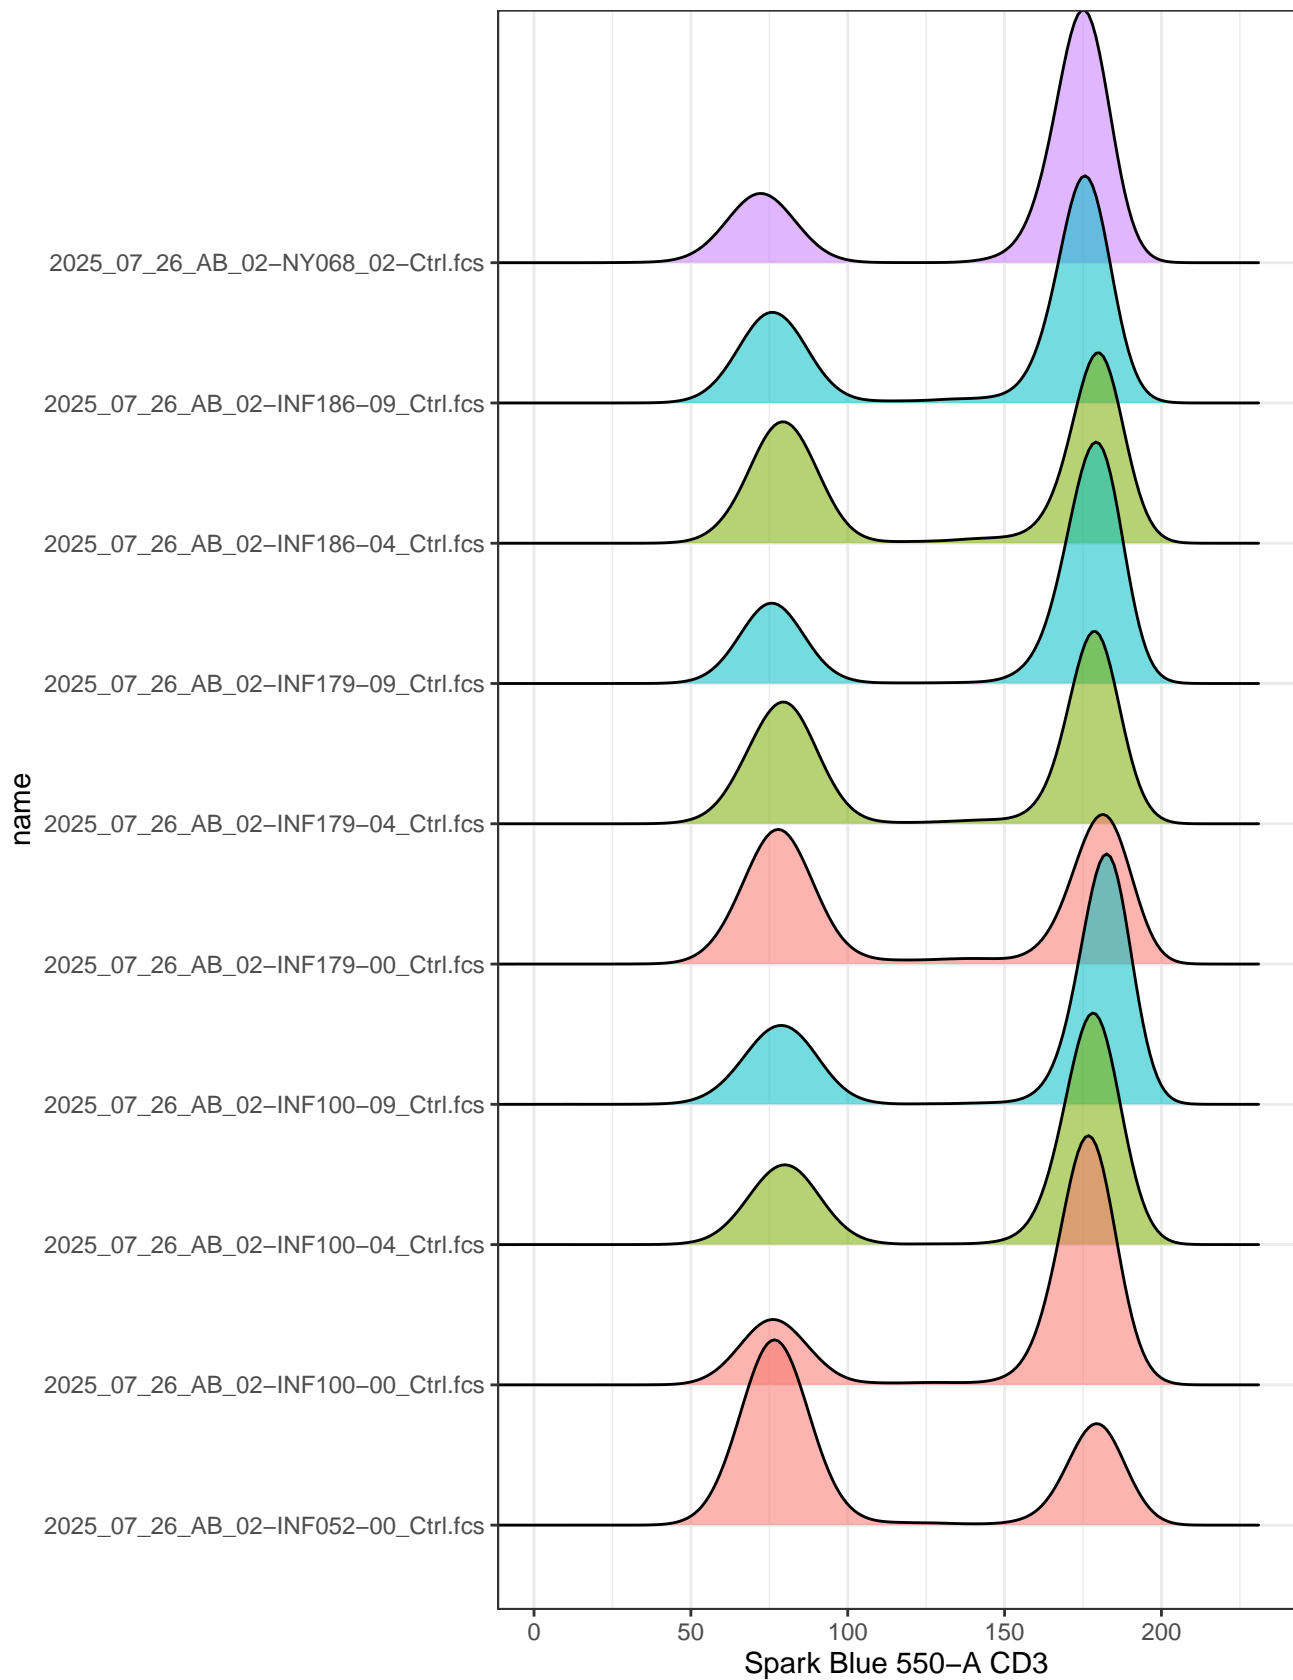 2025_07_26_AB_02−NY068_02−Ctrl.fcs
2025_07_26_AB_02−INF186−09_Ctrl.fcs
2025_07_26_AB_02−INF186−04_Ctrl.fcs
2025_07_26_AB_02−INF179−09_Ctrl.fcs
name
2025_07_26_AB_02−INF179−04_Ctrl.fcs
2025_07_26_AB_02−INF179−00_Ctrl.fcs
2025_07_26_AB_02−INF100−09_Ctrl.fcs
2025_07_26_AB_02−INF100−04_Ctrl.fcs
2025_07_26_AB_02−INF100−00_Ctrl.fcs
2025_07_26_AB_02−INF052−00_Ctrl.fcs
0 50 100 150 200
Spark Blue 550−A CD3